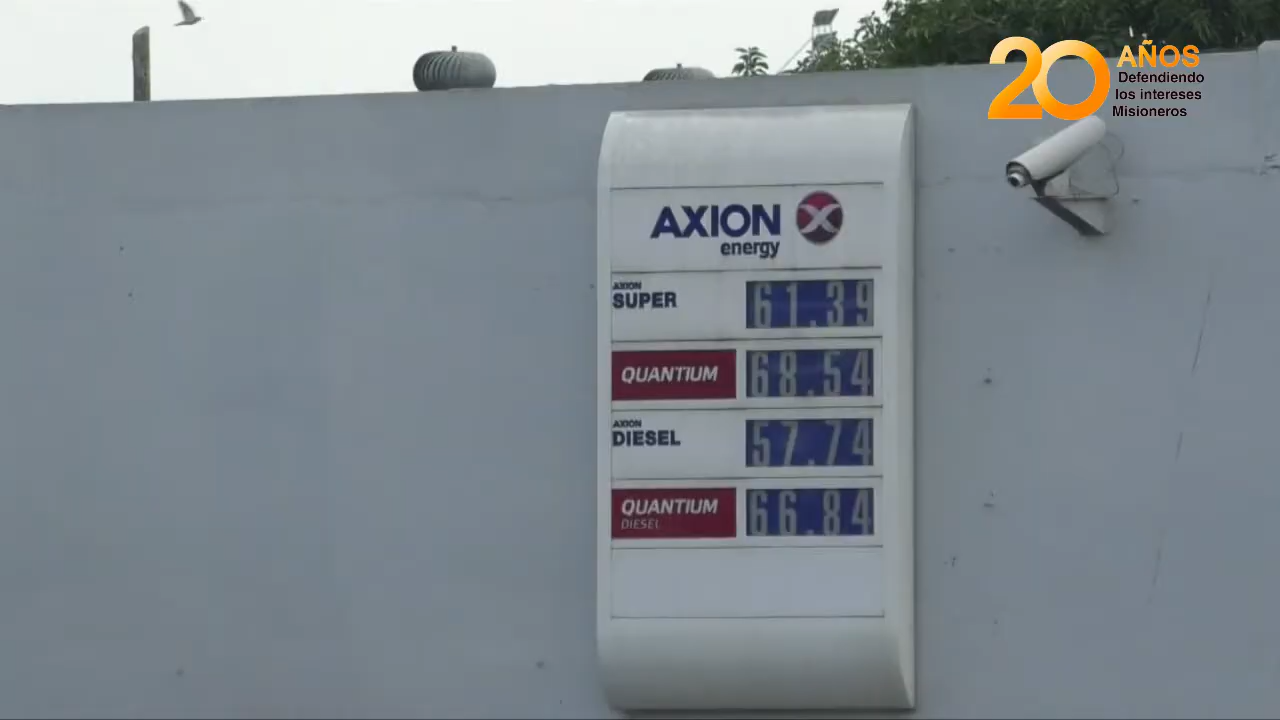 20 AÑOS
Defendiendo
los intereses
Misioneros
AXION
energy
AXION
SUPER 61.39
QUANTIUM 68.54
AXION
DIESEL 57.74
QUANTIUM
DIESEL 66.84